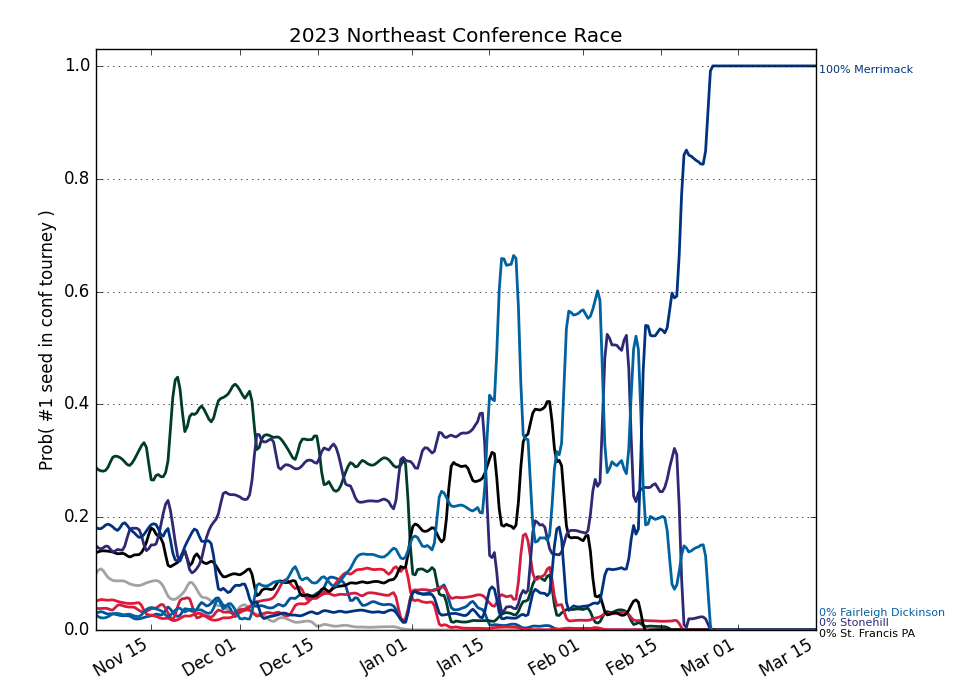 2023 Northeast Conference Race
Prob( #1 seed in conf tourney )
1.0
0.8
0.6
0.4
0.2
0.0
100% Merrimack
0% Fairleigh Dickinson
0% Stonehill
0% St. Francis PA
Nov 15
Dec 01
Dec 15
Jan 01
Jan 15
Feb 01
Feb 15
Mar 01
Mar 15